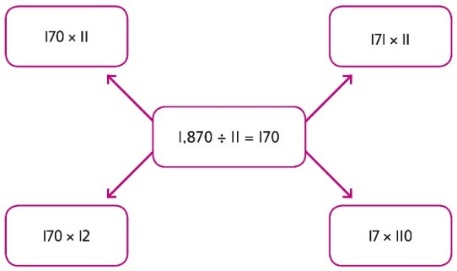 170 × 11
171 × 11
1,870 ÷ 11 = 170
170 × 12
17 × 110